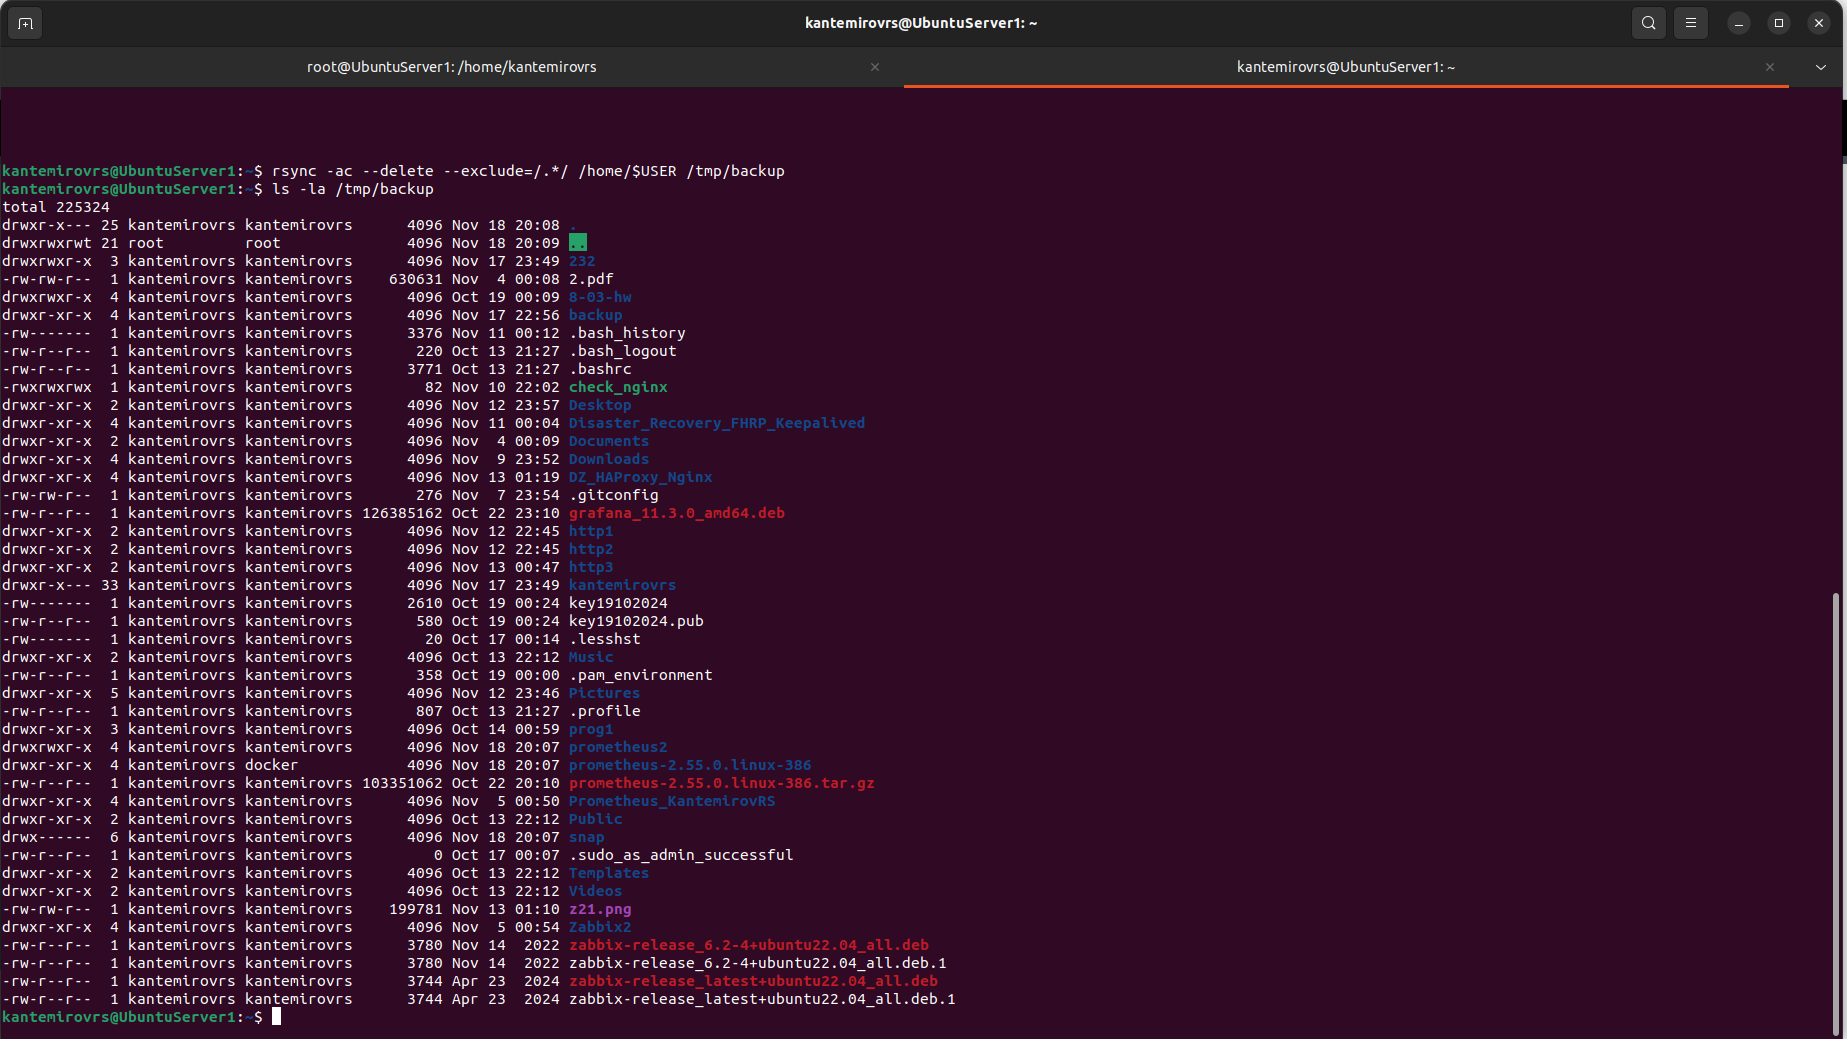 kantemirovrs@UbuntuServer1: ~
root@UbuntuServer1: /home/kantemirovrs
kantemirovrs@UbuntuServer1: ~
kantemirovrs@UbuntuServer1:~$ rsync -ac --delete --exclude=/.*/ /home/$USER /tmp/backup
kantemirovrs@UbuntuServer1:~$ ls -la /tmp/backup
total 225324
drwxr-x--- 25 kantemirovrs kantemirovrs      4096 Nov 18 20:08 .
drwxrwxrwt 21 root         root              4096 Nov 18 20:09 ..
drwxrwxr-x  3 kantemirovrs kantemirovrs      4096 Nov 17 23:49 232
-rw-rw-r--  1 kantemirovrs kantemirovrs    630631 Nov  4 00:08 2.pdf
drwxrwxr-x  4 kantemirovrs kantemirovrs      4096 Oct 19 00:09 8-03-hw
drwxr-xr-x  4 kantemirovrs kantemirovrs      4096 Nov 17 22:56 backup
-rw-------  1 kantemirovrs kantemirovrs      3376 Nov 11 00:12 .bash_history
-rw-r--r--  1 kantemirovrs kantemirovrs       220 Oct 13 21:27 .bash_logout
-rw-r--r--  1 kantemirovrs kantemirovrs      3771 Oct 13 21:27 .bashrc
-rwxrwxrwx  1 kantemirovrs kantemirovrs        82 Nov 10 22:02 check_nginx
drwxr-xr-x  2 kantemirovrs kantemirovrs      4096 Nov 12 23:57 Desktop
drwxr-xr-x  4 kantemirovrs kantemirovrs      4096 Nov 11 00:04 Disaster_Recovery_FHRP_Keepalived
drwxr-xr-x  2 kantemirovrs kantemirovrs      4096 Nov  4 00:09 Documents
drwxr-xr-x  4 kantemirovrs kantemirovrs      4096 Nov  9 23:52 Downloads
drwxr-xr-x  4 kantemirovrs kantemirovrs      4096 Nov 13 01:19 DZ_HAProxy_Nginx
-rw-rw-r--  1 kantemirovrs kantemirovrs       276 Nov  7 23:54 .gitconfig
-rw-r--r--  1 kantemirovrs kantemirovrs 126385162 Oct 22 23:10 grafana_11.3.0_amd64.deb
drwxr-xr-x  2 kantemirovrs kantemirovrs      4096 Nov 12 22:45 http1
drwxr-xr-x  2 kantemirovrs kantemirovrs      4096 Nov 12 22:45 http2
drwxr-xr-x  2 kantemirovrs kantemirovrs      4096 Nov 13 00:47 http3
drwxr-x--- 33 kantemirovrs kantemirovrs      4096 Nov 17 23:49 kantemirovrs
-rw-------  1 kantemirovrs kantemirovrs      2610 Oct 19 00:24 key19102024
-rw-r--r--  1 kantemirovrs kantemirovrs       580 Oct 19 00:24 key19102024.pub
-rw-------  1 kantemirovrs kantemirovrs        20 Oct 17 00:14 .lesshst
drwxr-xr-x  2 kantemirovrs kantemirovrs      4096 Oct 13 22:12 Music
-rw-r--r--  1 kantemirovrs kantemirovrs       358 Oct 19 00:00 .pam_environment
drwxr-xr-x  5 kantemirovrs kantemirovrs      4096 Nov 12 23:46 Pictures
-rw-r--r--  1 kantemirovrs kantemirovrs       807 Oct 13 21:27 .profile
drwxr-xr-x  3 kantemirovrs kantemirovrs      4096 Oct 14 00:59 prog1
drwxrwxr-x  4 kantemirovrs kantemirovrs      4096 Nov 18 20:07 prometheus2
drwxr-xr-x  4 kantemirovrs docker            4096 Nov 18 20:07 prometheus-2.55.0.linux-386
-rw-r--r--  1 kantemirovrs kantemirovrs 103351062 Oct 22 20:10 prometheus-2.55.0.linux-386.tar.gz
drwxr-xr-x  4 kantemirovrs kantemirovrs      4096 Nov  5 00:50 Prometheus_KantemirovRS
drwxr-xr-x  2 kantemirovrs kantemirovrs      4096 Oct 13 22:12 Public
drwx------  6 kantemirovrs kantemirovrs      4096 Nov 18 20:07 snap
-rw-r--r--  1 kantemirovrs kantemirovrs         0 Oct 17 00:07 .sudo_as_admin_successful
drwxr-xr-x  2 kantemirovrs kantemirovrs      4096 Oct 13 22:12 Templates
drwxr-xr-x  2 kantemirovrs kantemirovrs      4096 Oct 13 22:12 Videos
-rw-rw-r--  1 kantemirovrs kantemirovrs    199781 Nov 13 01:10 z21.png
drwxr-xr-x  4 kantemirovrs kantemirovrs      4096 Nov  5 00:54 Zabbix2
-rw-r--r--  1 kantemirovrs kantemirovrs      3780 Nov 14  2022 zabbix-release_6.2-4+ubuntu22.04_all.deb
-rw-r--r--  1 kantemirovrs kantemirovrs      3780 Nov 14  2022 zabbix-release_6.2-4+ubuntu22.04_all.deb.1
-rw-r--r--  1 kantemirovrs kantemirovrs      3744 Apr 23  2024 zabbix-release_latest+ubuntu22.04_all.deb
-rw-r--r--  1 kantemirovrs kantemirovrs      3744 Apr 23  2024 zabbix-release_latest+ubuntu22.04_all.deb.1
kantemirovrs@UbuntuServer1:~$